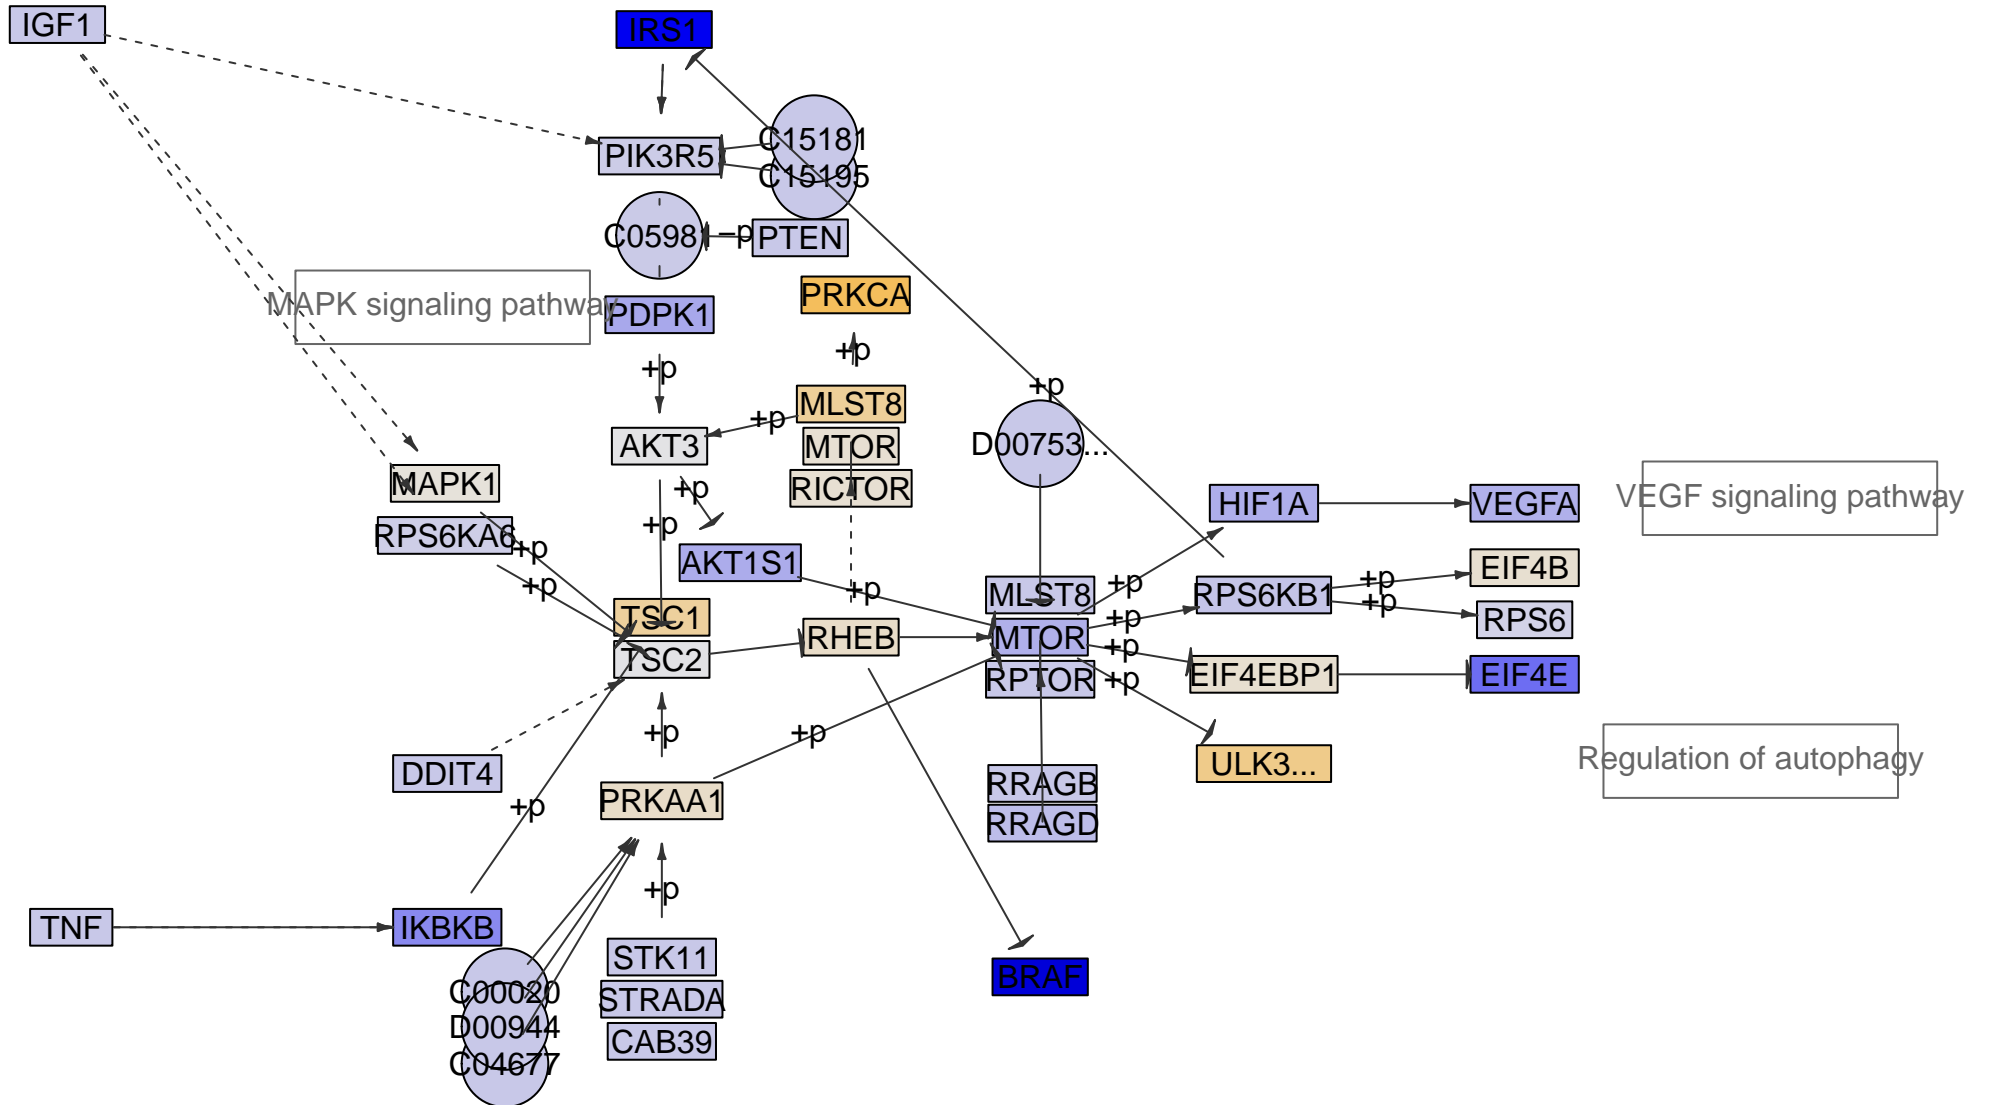 IGF1
IRS1
C15181
PIK3R5
C15195
C05981
-p
PTEN
MAPK signaling pathway
PDPK1
PRKCA
+p
+p
+p
MLST8
+p
AKT3
MTOR
D00753...
MAPK1
+p
RICTOR
HIF1A
VEGFA
VEGF signaling pathway
RPS6KA6
+p
+p
AKT1S1
+p
+p
+p
MLST8
+p
RPS6KB1
+p
EIF4B
+p
TSC1
+p
RPS6
RHEB
MTOR
+p
TSC2
RPTOR
+p
EIF4EBP1
EIF4E
+p
+p
DDIT4
ULK3...
Regulation of autophagy
PRKAA1
+p
RRAGB
RRAGD
+p
TNF
IKBKB
STK11
BRAF
C00020
STRADA
D00944
CAB39
C04677